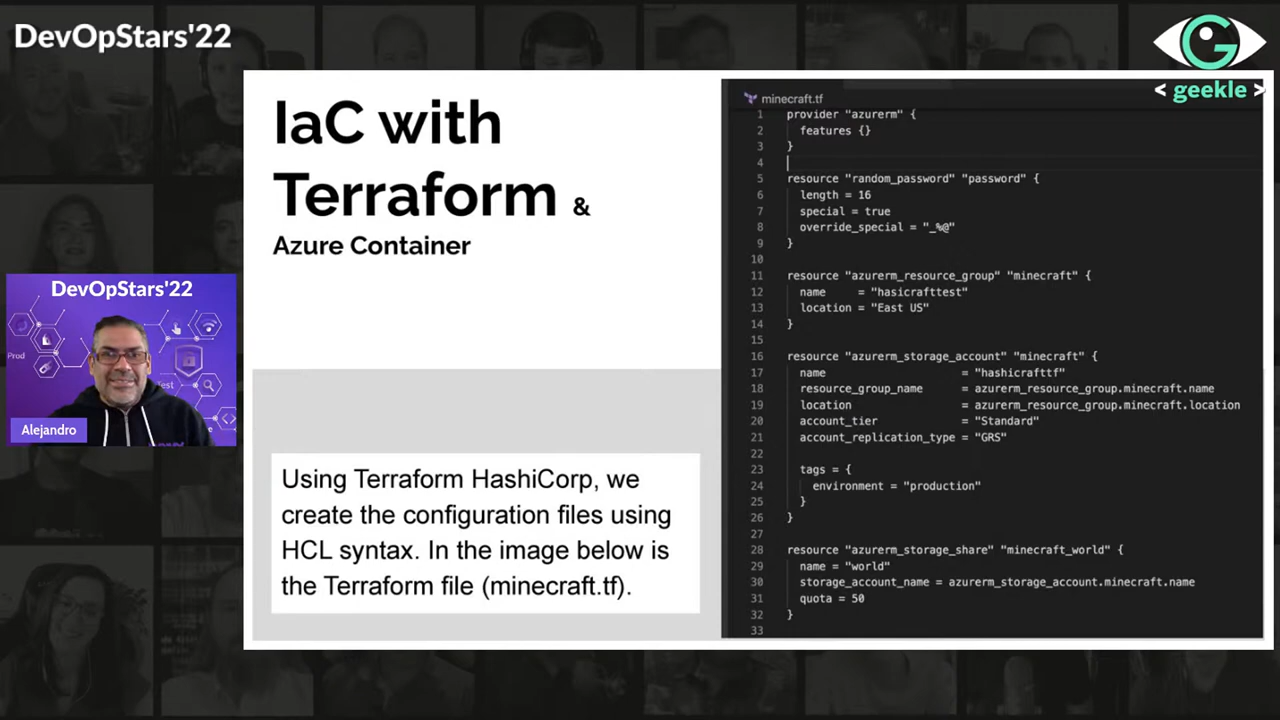 DevOpStars'22
< geekle >
IaC with
Terraform &
Azure Container
DevOpStars'22
Prod
Test
Alejandro
Using Terraform HashiCorp, we
create the configuration files using
HCL syntax. In the image below is
the Terraform file (minecraft.tf).
minecraft.tf
1 provider "azurerm" {
2 features {}
3 }
4
5 resource "random_password" "password" {
6 length = 16
7 special = true
8 override_special = "_%@"
9 }
10
11 resource "azurerm_resource_group" "minecraft" {
12 name = "hasicrafttest"
13 location = "East US"
14 }
15
16 resource "azurerm_storage_account" "minecraft" {
17 name = "hashicrafttf"
18 resource_group_name = azurerm_resource_group.minecraft.name
19 location = azurerm_resource_group.minecraft.location
20 account_tier = "Standard"
21 account_replication_type = "GRS"
22
23 tags = {
24 environment = "production"
25 }
26 }
27
28 resource "azurerm_storage_share" "minecraft_world" {
29 name = "world"
30 storage_account_name = azurerm_storage_account.minecraft.name
31 quota = 50
32 }
33